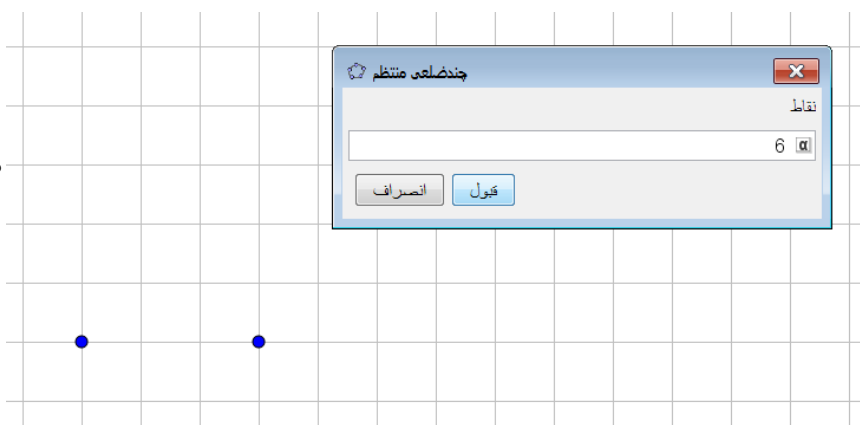 چندضلعی منتظم
نقاط
6 α
قبول
انصراف